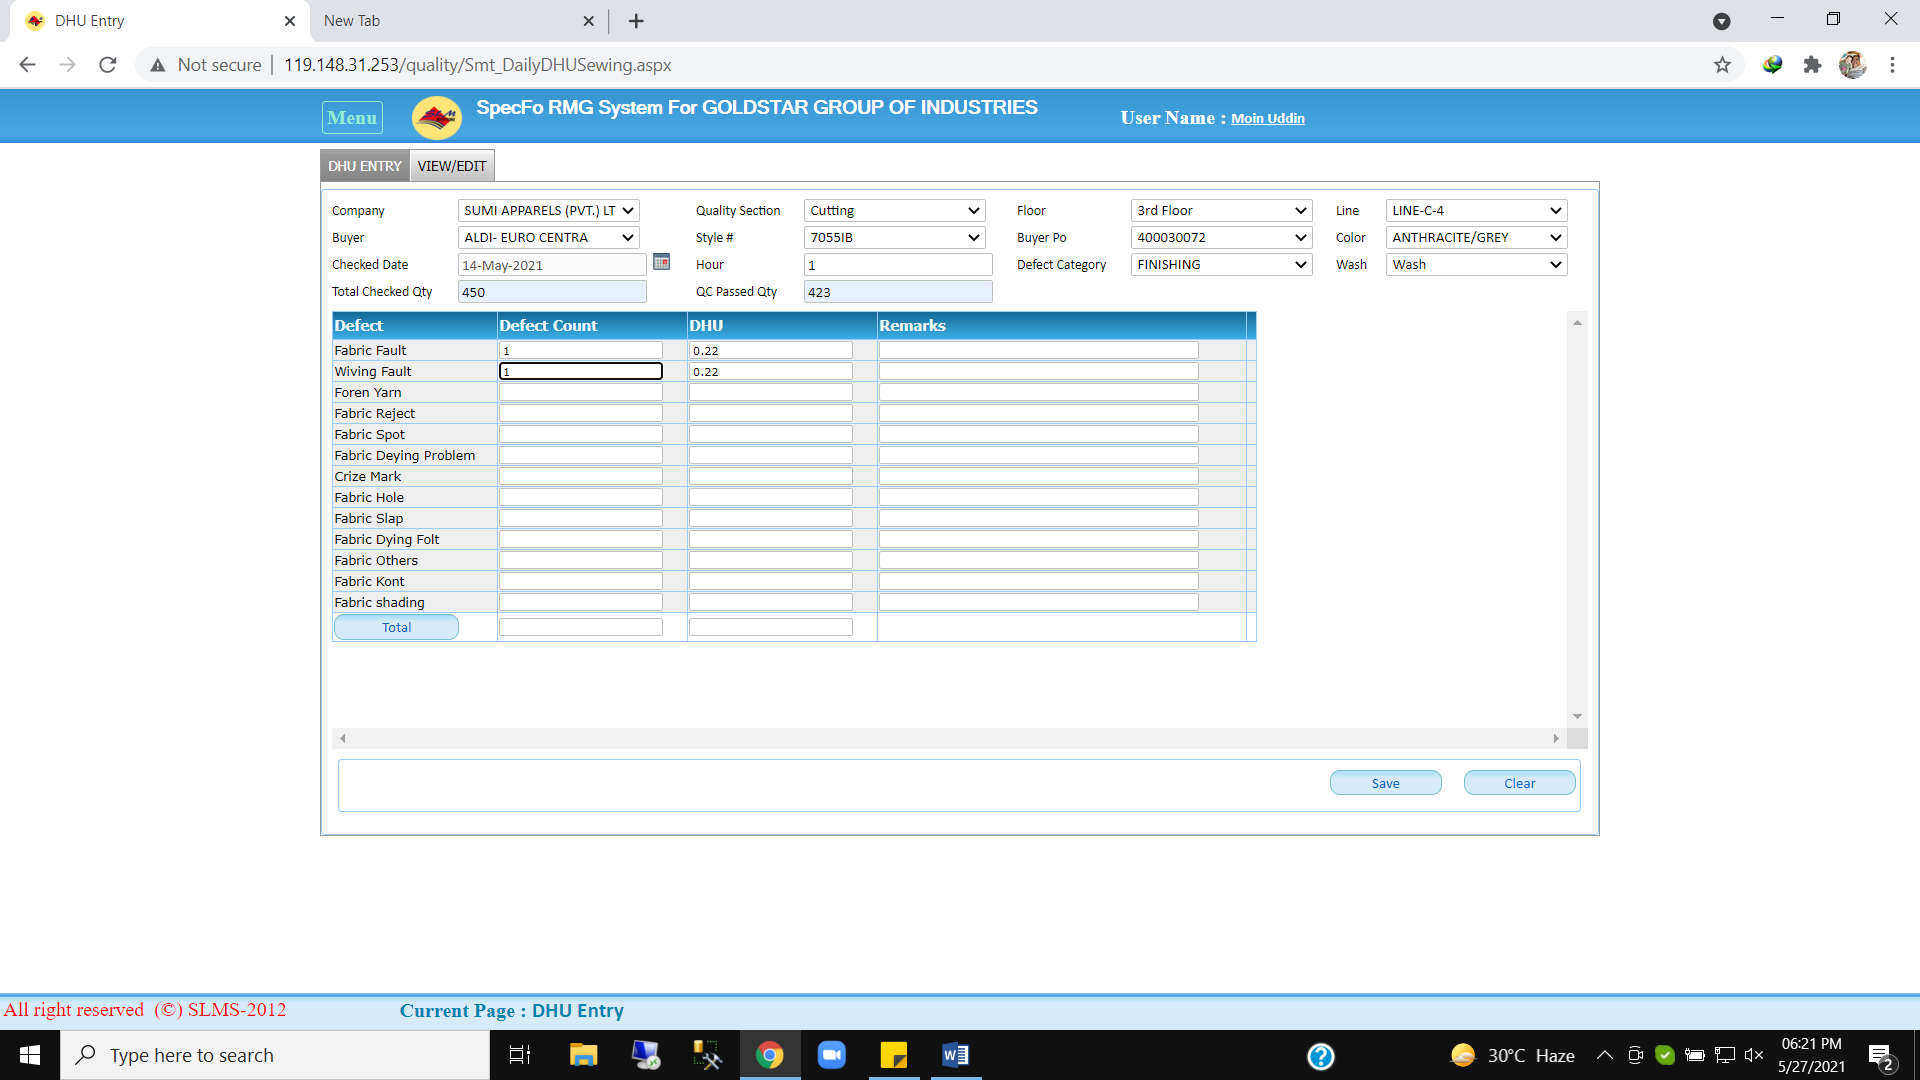 DHU Entry
New Tab
Not secure
119.148.31.253/quality/Smt_DailyDHUSewing.aspx
Menu
SpecFo RMG System For GOLDSTAR GROUP OF INDUSTRIES
User Name : Moin Uddin
DHU ENTRY VIEW/EDIT
Company SUMI APPARELS (PVT.) LT Quality Section Cutting Floor 3rd Floor Line LINE-C-4
Buyer ALDI- EURO CENTRA Style # 7055IB Buyer Po 400030072 Color ANTHRACITE/GREY
Checked Date 14-May-2021 Hour 1 Defect Category FINISHING Wash Wash
Total Checked Qty 450 QC Passed Qty 423
Defect Defect Count DHU Remarks
Fabric Fault 1 0.22
Wiving Fault 1 0.22
Foren Yarn
Fabric Reject
Fabric Spot
Fabric Deying Problem
Crize Mark
Fabric Hole
Fabric Slap
Fabric Dying Folt
Fabric Others
Fabric Kont
Fabric shading
Total
Save Clear
All right reserved (©) SLMS-2012
Current Page : DHU Entry
Type here to search
30°C Haze
06:21 PM
5/27/2021
2